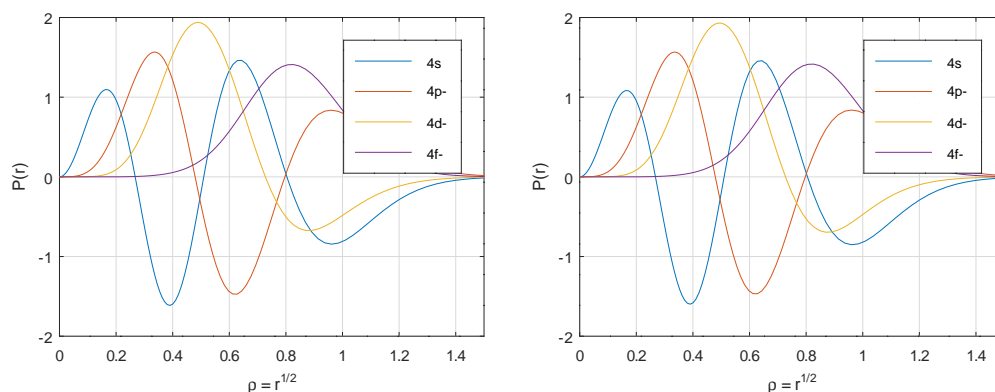 2
1
0
-1
-2
P(r)
0 0.2 0.4 0.6 0.8 1 1.2 1.4
ρ = r^{1/2}
4s
4p-
4d-
4f-
2
1
0
-1
-2
P(r)
0 0.2 0.4 0.6 0.8 1 1.2 1.4
ρ = r^{1/2}
4s
4p-
4d-
4f-